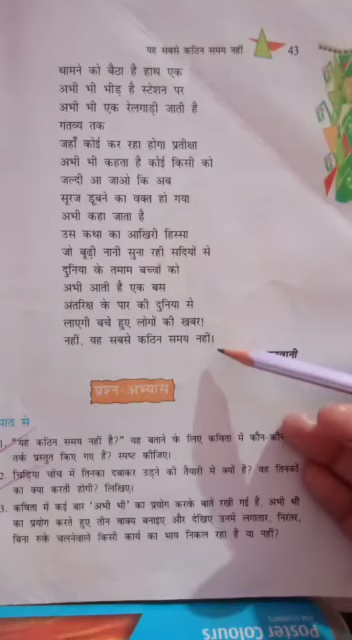 यह सबसे कठिन समय नहीं 43
थामने को बैठा है हाथ एक
अभी भी भीड़ है स्टेशन पर
अभी भी एक रेलगाड़ी जाती है
गंतव्य तक
जहाँ कोई कर रहा होगा प्रतीक्षा
अभी भी कहता है कोई किसी को
जल्दी आ जाओ कि अब
सूरज डूबने का वक्त हो गया
अभी कहा जाता है
उस कथा का आखिरी हिस्सा
जो बूढ़ी नानी सुना रही सदियों से
दुनिया के तमाम बच्चों को
अभी आती है एक बस
अंतरिक्ष के पार की दुनिया से
लाएगी बचे हुए लोगों की खबर!
नहीं, यह सबसे कठिन समय नहीं।
प्रश्न-अभ्यास
पाठ से
1. "यह कठिन समय नहीं है?" यह बताने के लिए कविता में कौन-कौन
तर्क प्रस्तुत किए गए हैं? स्पष्ट कीजिए।
2. चिड़िया चोंच में तिनका दबाकर उड़ने की तैयारी में क्यों है? वह तिनकों
का क्या करती होगी? लिखिए।
3. कविता में कई बार 'अभी भी' का प्रयोग करके बातें रखी गई हैं, अभी भी
का प्रयोग करते हुए तीन वाक्य बनाइए और देखिए उनमें लगातार, निरंतर,
बिना रुके चलनेवाले किसी कार्य का भाव निकल रहा है या नहीं?
Poster Colours